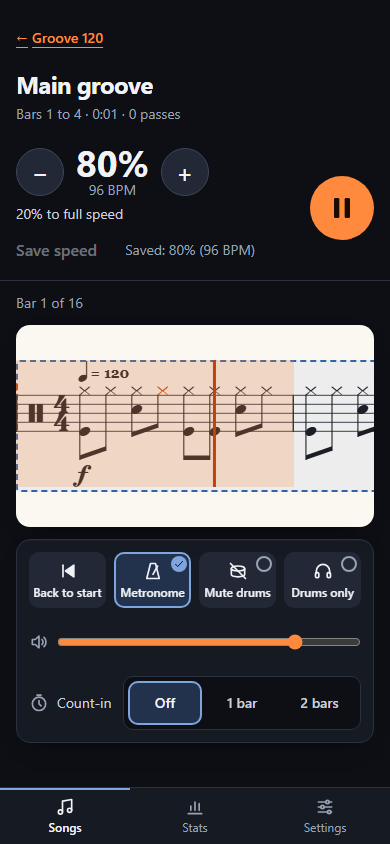 ← Groove 120
Main groove
Bars 1 to 4 · 0:01 · 0 passes
− 80% +
96 BPM
20% to full speed
Save speed Saved: 80% (96 BPM)
Bar 1 of 16
= 120
4
4
f
Back to start Metronome Mute drums Drums only
Count-in Off 1 bar 2 bars
Songs Stats Settings